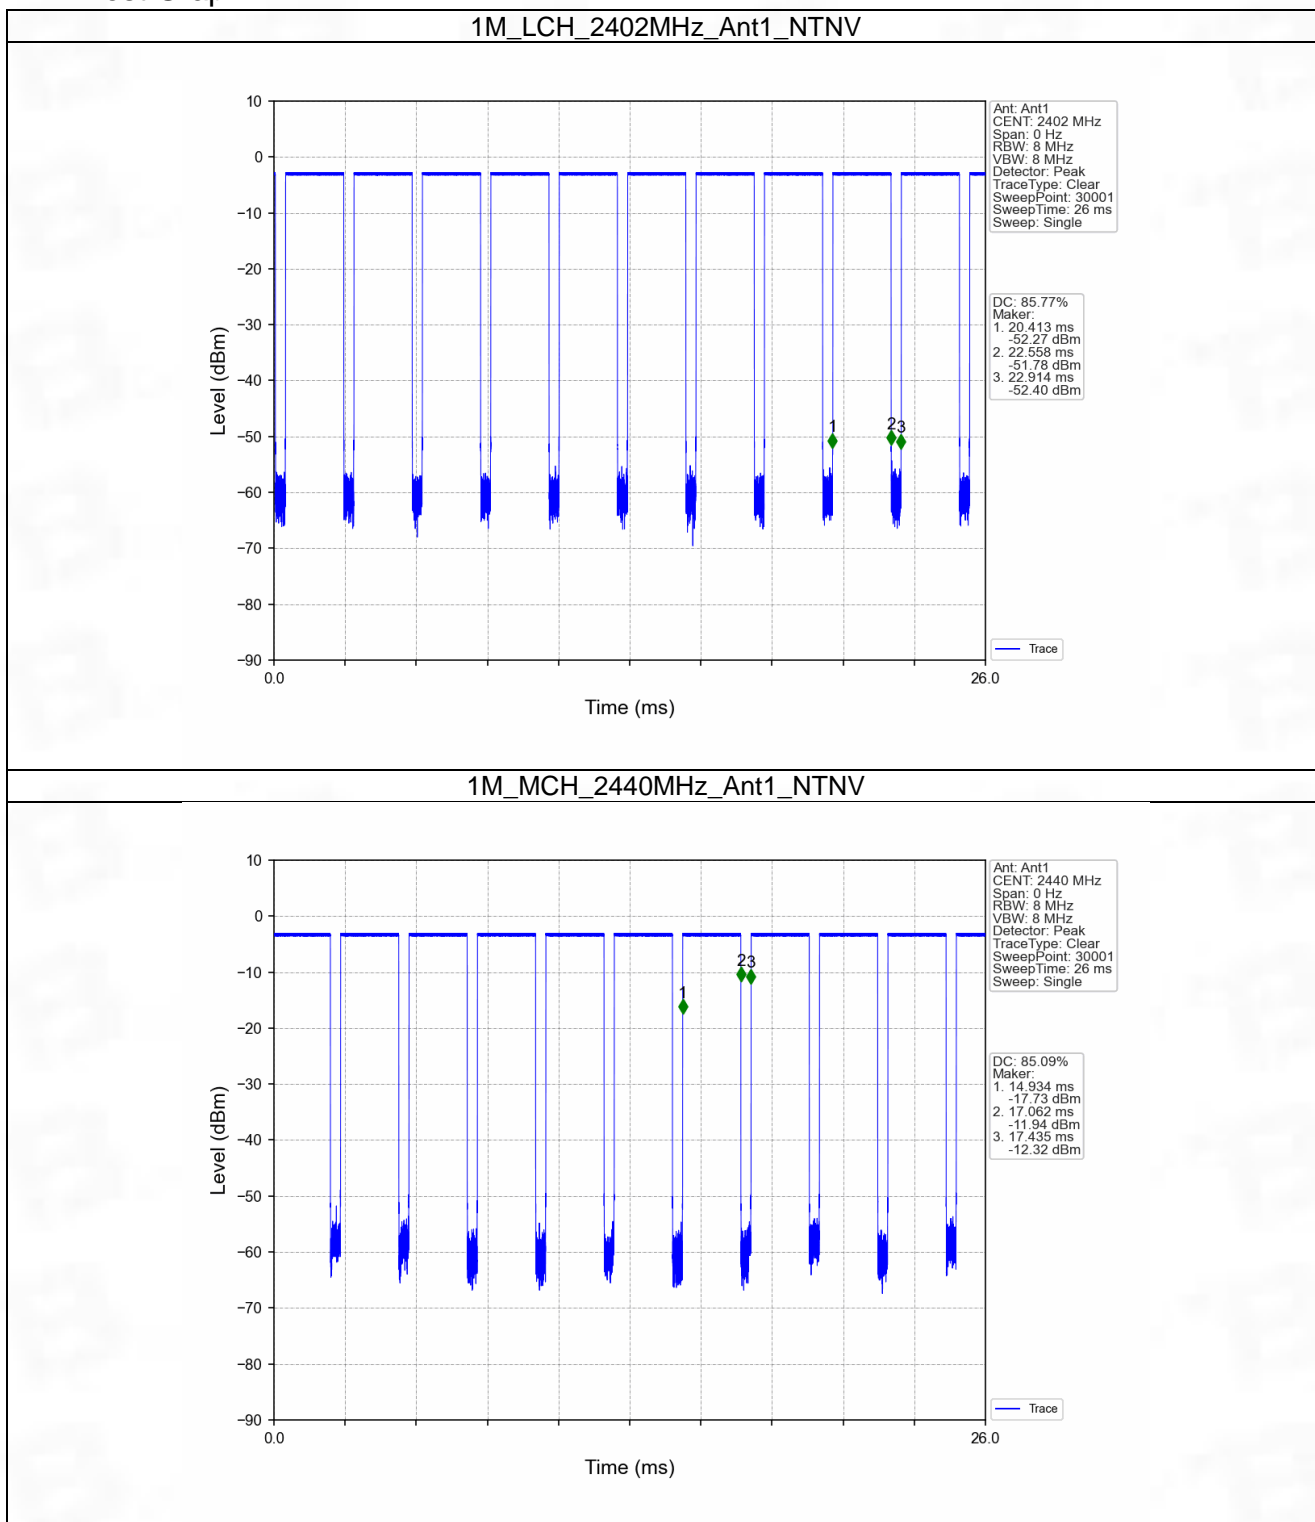 1M_LCH_2402MHz_Ant1_NTNV
10
0
−10
−20
−30
−40
−50
−60
−70
−80
−90
Level (dBm)
0.0
26.0
Time (ms)
1
2
3
Ant: Ant1
CENT: 2402 MHz
Span: 0 Hz
RBW: 8 MHz
VBW: 8 MHz
Detector: Peak
TraceType: Clear
SweepPoint: 30001
SweepTime: 26 ms
Sweep: Single
DC: 85.77%
Maker:
1. 20.413 ms
-52.27 dBm
2. 22.558 ms
-51.78 dBm
3. 22.914 ms
-52.40 dBm
Trace
1M_MCH_2440MHz_Ant1_NTNV
10
0
−10
−20
−30
−40
−50
−60
−70
−80
−90
Level (dBm)
0.0
26.0
Time (ms)
1
2
3
Ant: Ant1
CENT: 2440 MHz
Span: 0 Hz
RBW: 8 MHz
VBW: 8 MHz
Detector: Peak
TraceType: Clear
SweepPoint: 30001
SweepTime: 26 ms
Sweep: Single
DC: 85.09%
Maker:
1. 14.934 ms
-17.73 dBm
2. 17.062 ms
-11.94 dBm
3. 17.435 ms
-12.32 dBm
Trace